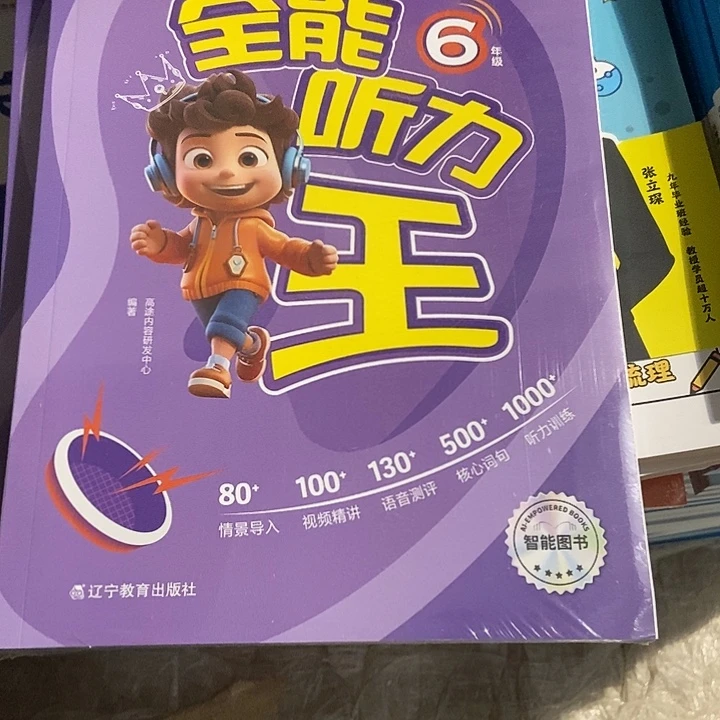 全能
6年级
听力
王
高途内容研发中心
编著
80+
情景导入
100+
视频精讲
130+
语音测评
500+
核心词句
1000+
听力训练
AI-EMPOWERED BOOKS
智能图书
辽宁教育出版社
张立琛
九年毕业班经验 教授学员超十万人
梳理